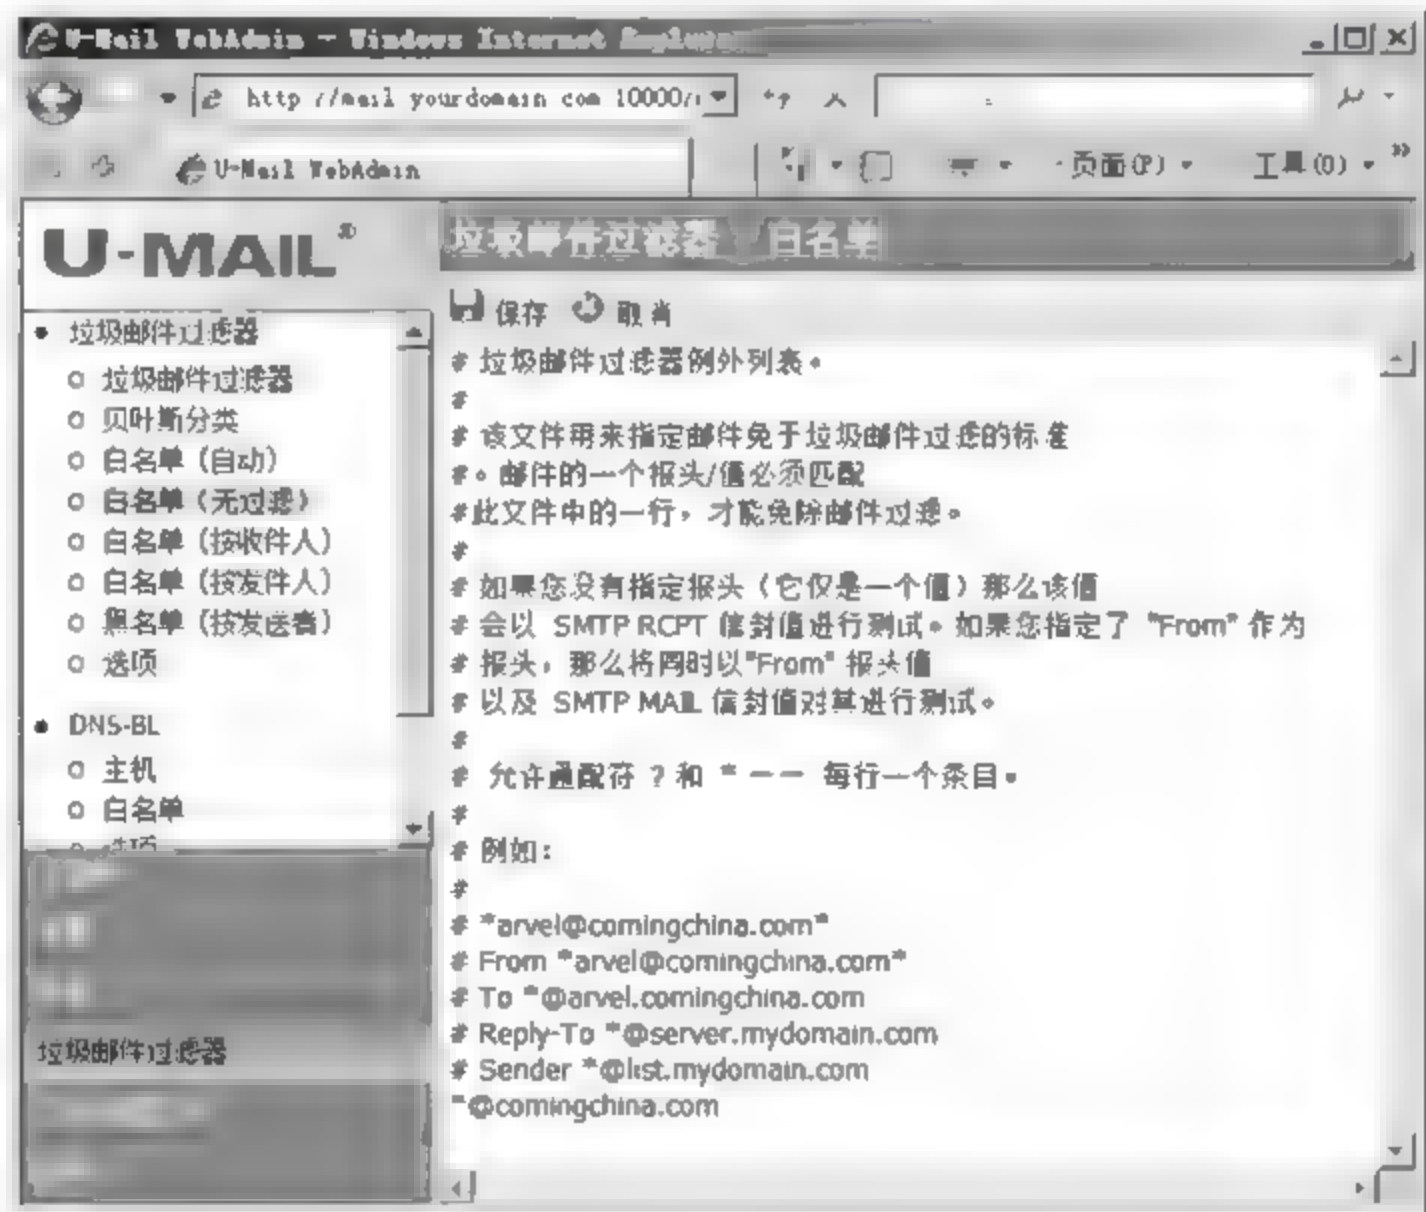 U-Mail WebAdmin - Windows Internet Explorer
http://mail.yourdomain.com 10000/
U-Mail WebAdmin
页面(P) 工具(O)
U-MAIL®
垃圾邮件过滤器 白名单
保存 取消
垃圾邮件过滤器
垃圾邮件过滤器
贝叶斯分类
白名单（自动）
白名单（无过滤）
白名单（按收件人）
白名单（按发件人）
黑名单（按发送者）
选项
DNS-BL
主机
白名单
选项
垃圾邮件过滤器
# 垃圾邮件过滤器例外列表。
#
# 该文件用来指定邮件免于垃圾邮件过滤的标准
#。邮件的一个报头/值必须匹配
#此文件中的一行，才能免除邮件过滤。
#
# 如果您没有指定报头（它仅是一个值）那么该值
# 会以 SMTP RCPT 信封值进行测试。如果您指定了 "From" 作为
# 报头，那么将同时以"From" 报头值
# 以及 SMTP MAIL 信封值对其进行测试。
#
# 允许通配符 ? 和 * —— 每行一个条目。
#
# 例如：
#
# *arvel@comingchina.com*
# From *arvel@comingchina.com*
# To *@arvel.comingchina.com
# Reply-To *@server.mydomain.com
# Sender *@list.mydomain.com
*@comingchina.com